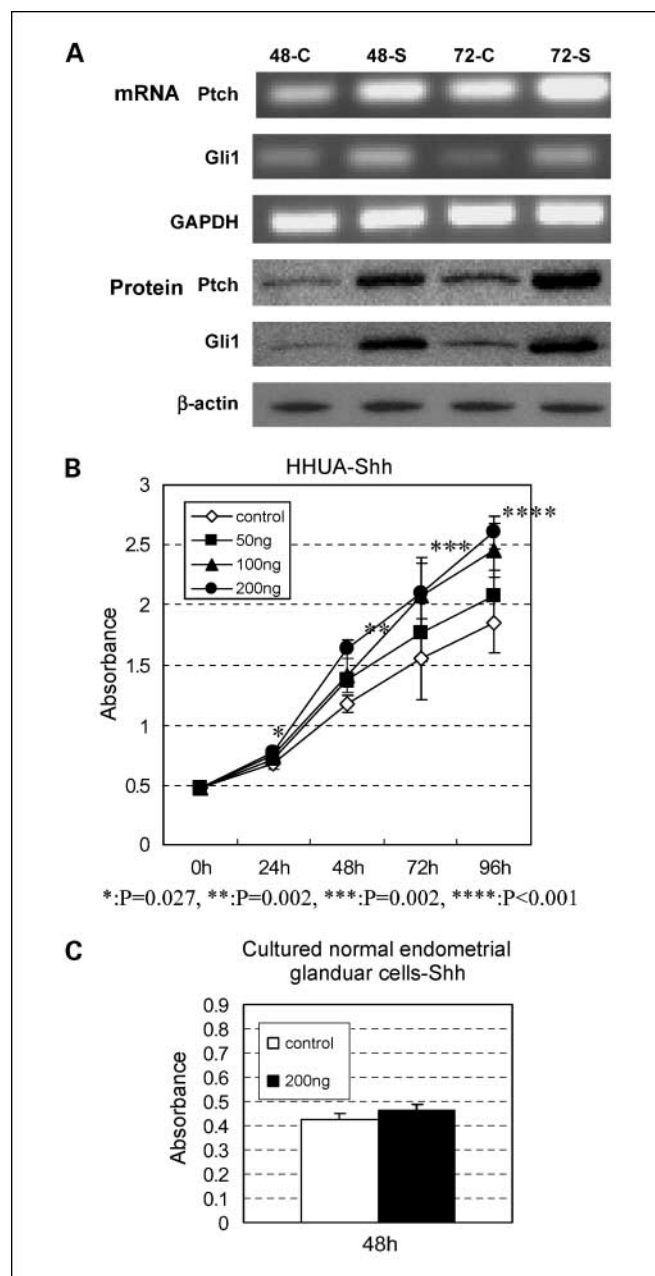 A
48-C 48-S 72-C 72-S
mRNA Ptch
Gli1
GAPDH
Protein Ptch
Gli1
β-actin
B
HHUA-Shh
control
50ng
100ng
200ng
Absorbance
3
2.5
2
1.5
1
0.5
0
*
**
***
****
0h 24h 48h 72h 96h
*:P=0.027, **:P=0.002, ***:P=0.002, ****:P<0.001
C
Cultured normal endometrial
glanduar cells-Shh
control
200ng
Absorbance
0.9
0.8
0.7
0.6
0.5
0.4
0.3
0.2
0.1
0
48h